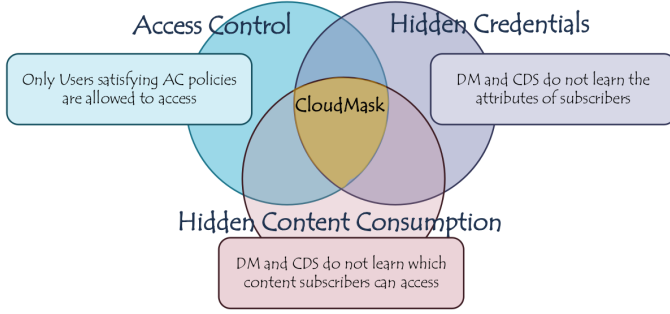 Access Control
Hidden Credentials
Only Users satisfying AC policies
are allowed to access
DM and CDS do not learn the
attributes of subscribers
CloudMask
Hidden Content Consumption
DM and CDS do not learn which
content subscribers can access